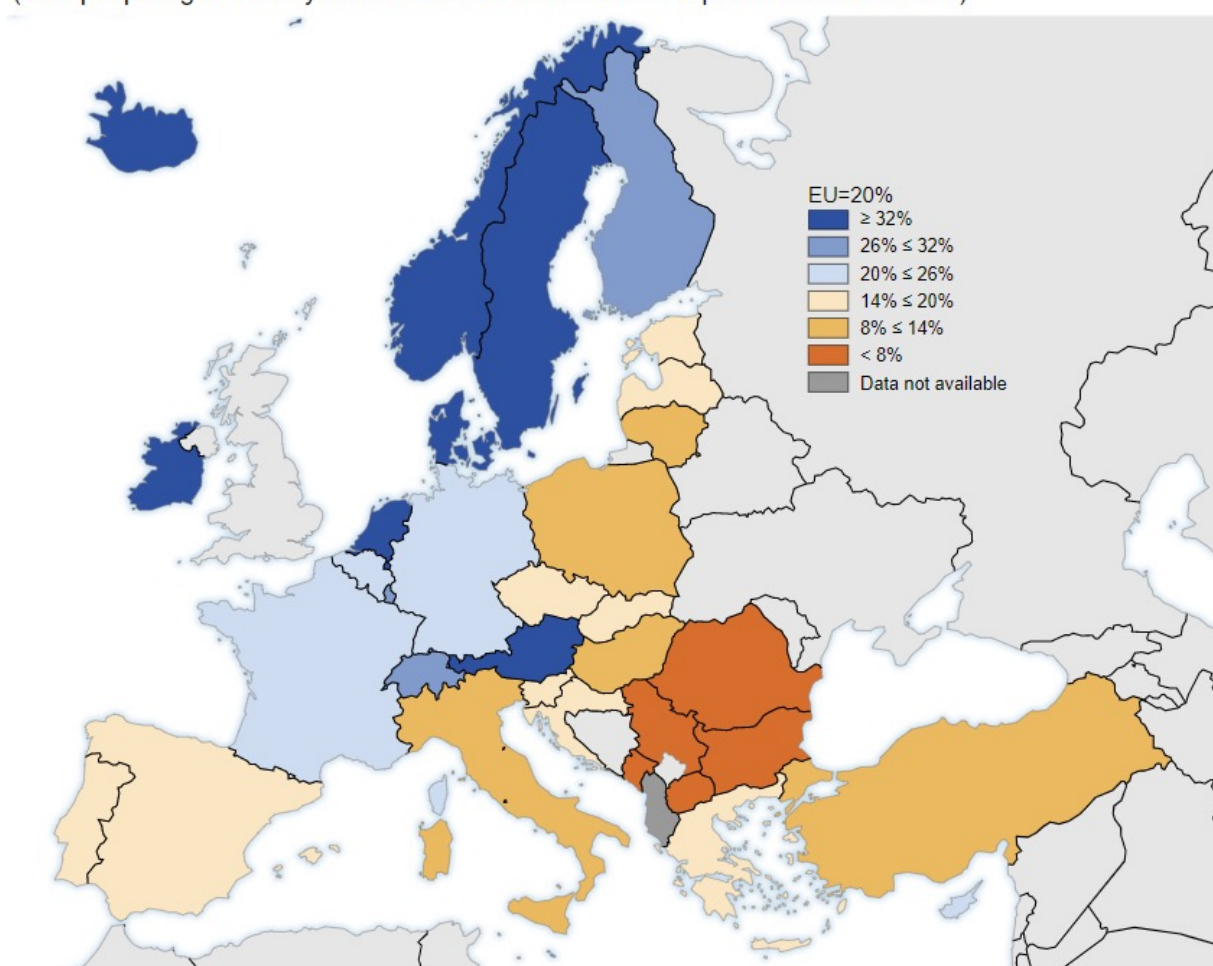 EU=20%
≥ 32%
26% ≤ 32%
20% ≤ 26%
14% ≤ 20%
8% ≤ 14%
< 8%
Data not available